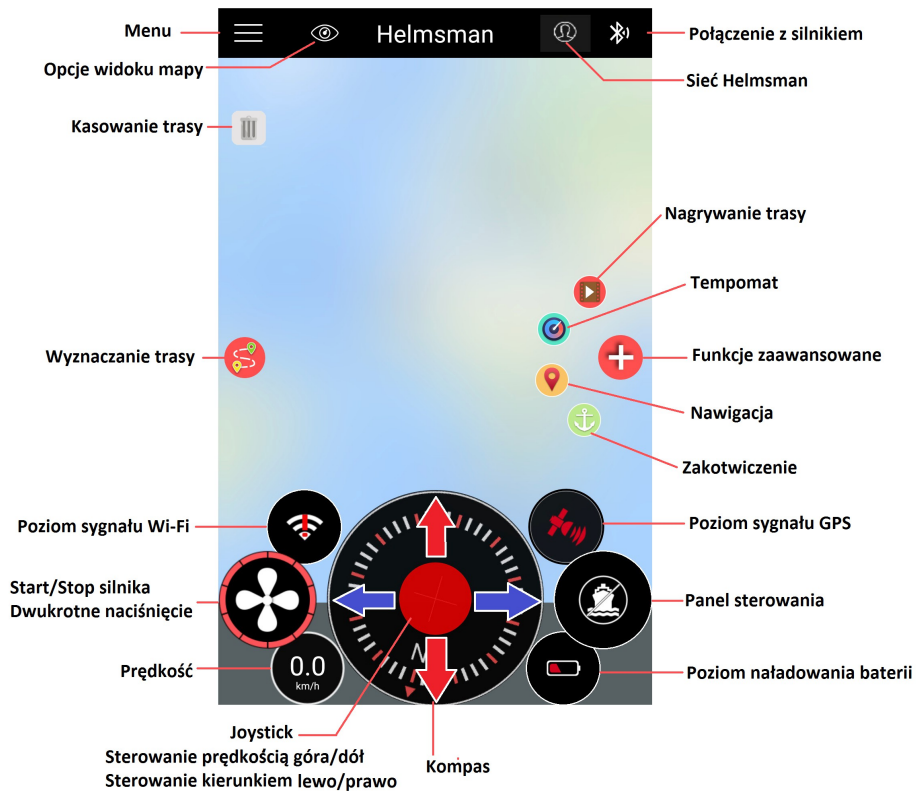 Menu
Helmsman
Połączenie z silnikiem
Opcje widoku mapy
Sieć Helmsman
Kasowanie trasy
Nagrywanie trasy
Tempomat
Wyznaczanie trasy
Funkcje zaawansowane
Nawigacja
Zakotwiczenie
Poziom sygnału Wi-Fi
Poziom sygnału GPS
Start/Stop silnika
Dwukrotne naciśnięcie
Panel sterowania
N
Prędkość
0.0
km/h
Poziom naładowania baterii
Joystick
Sterowanie prędkością góra/dół
Sterowanie kierunkiem lewo/prawo
Kompas